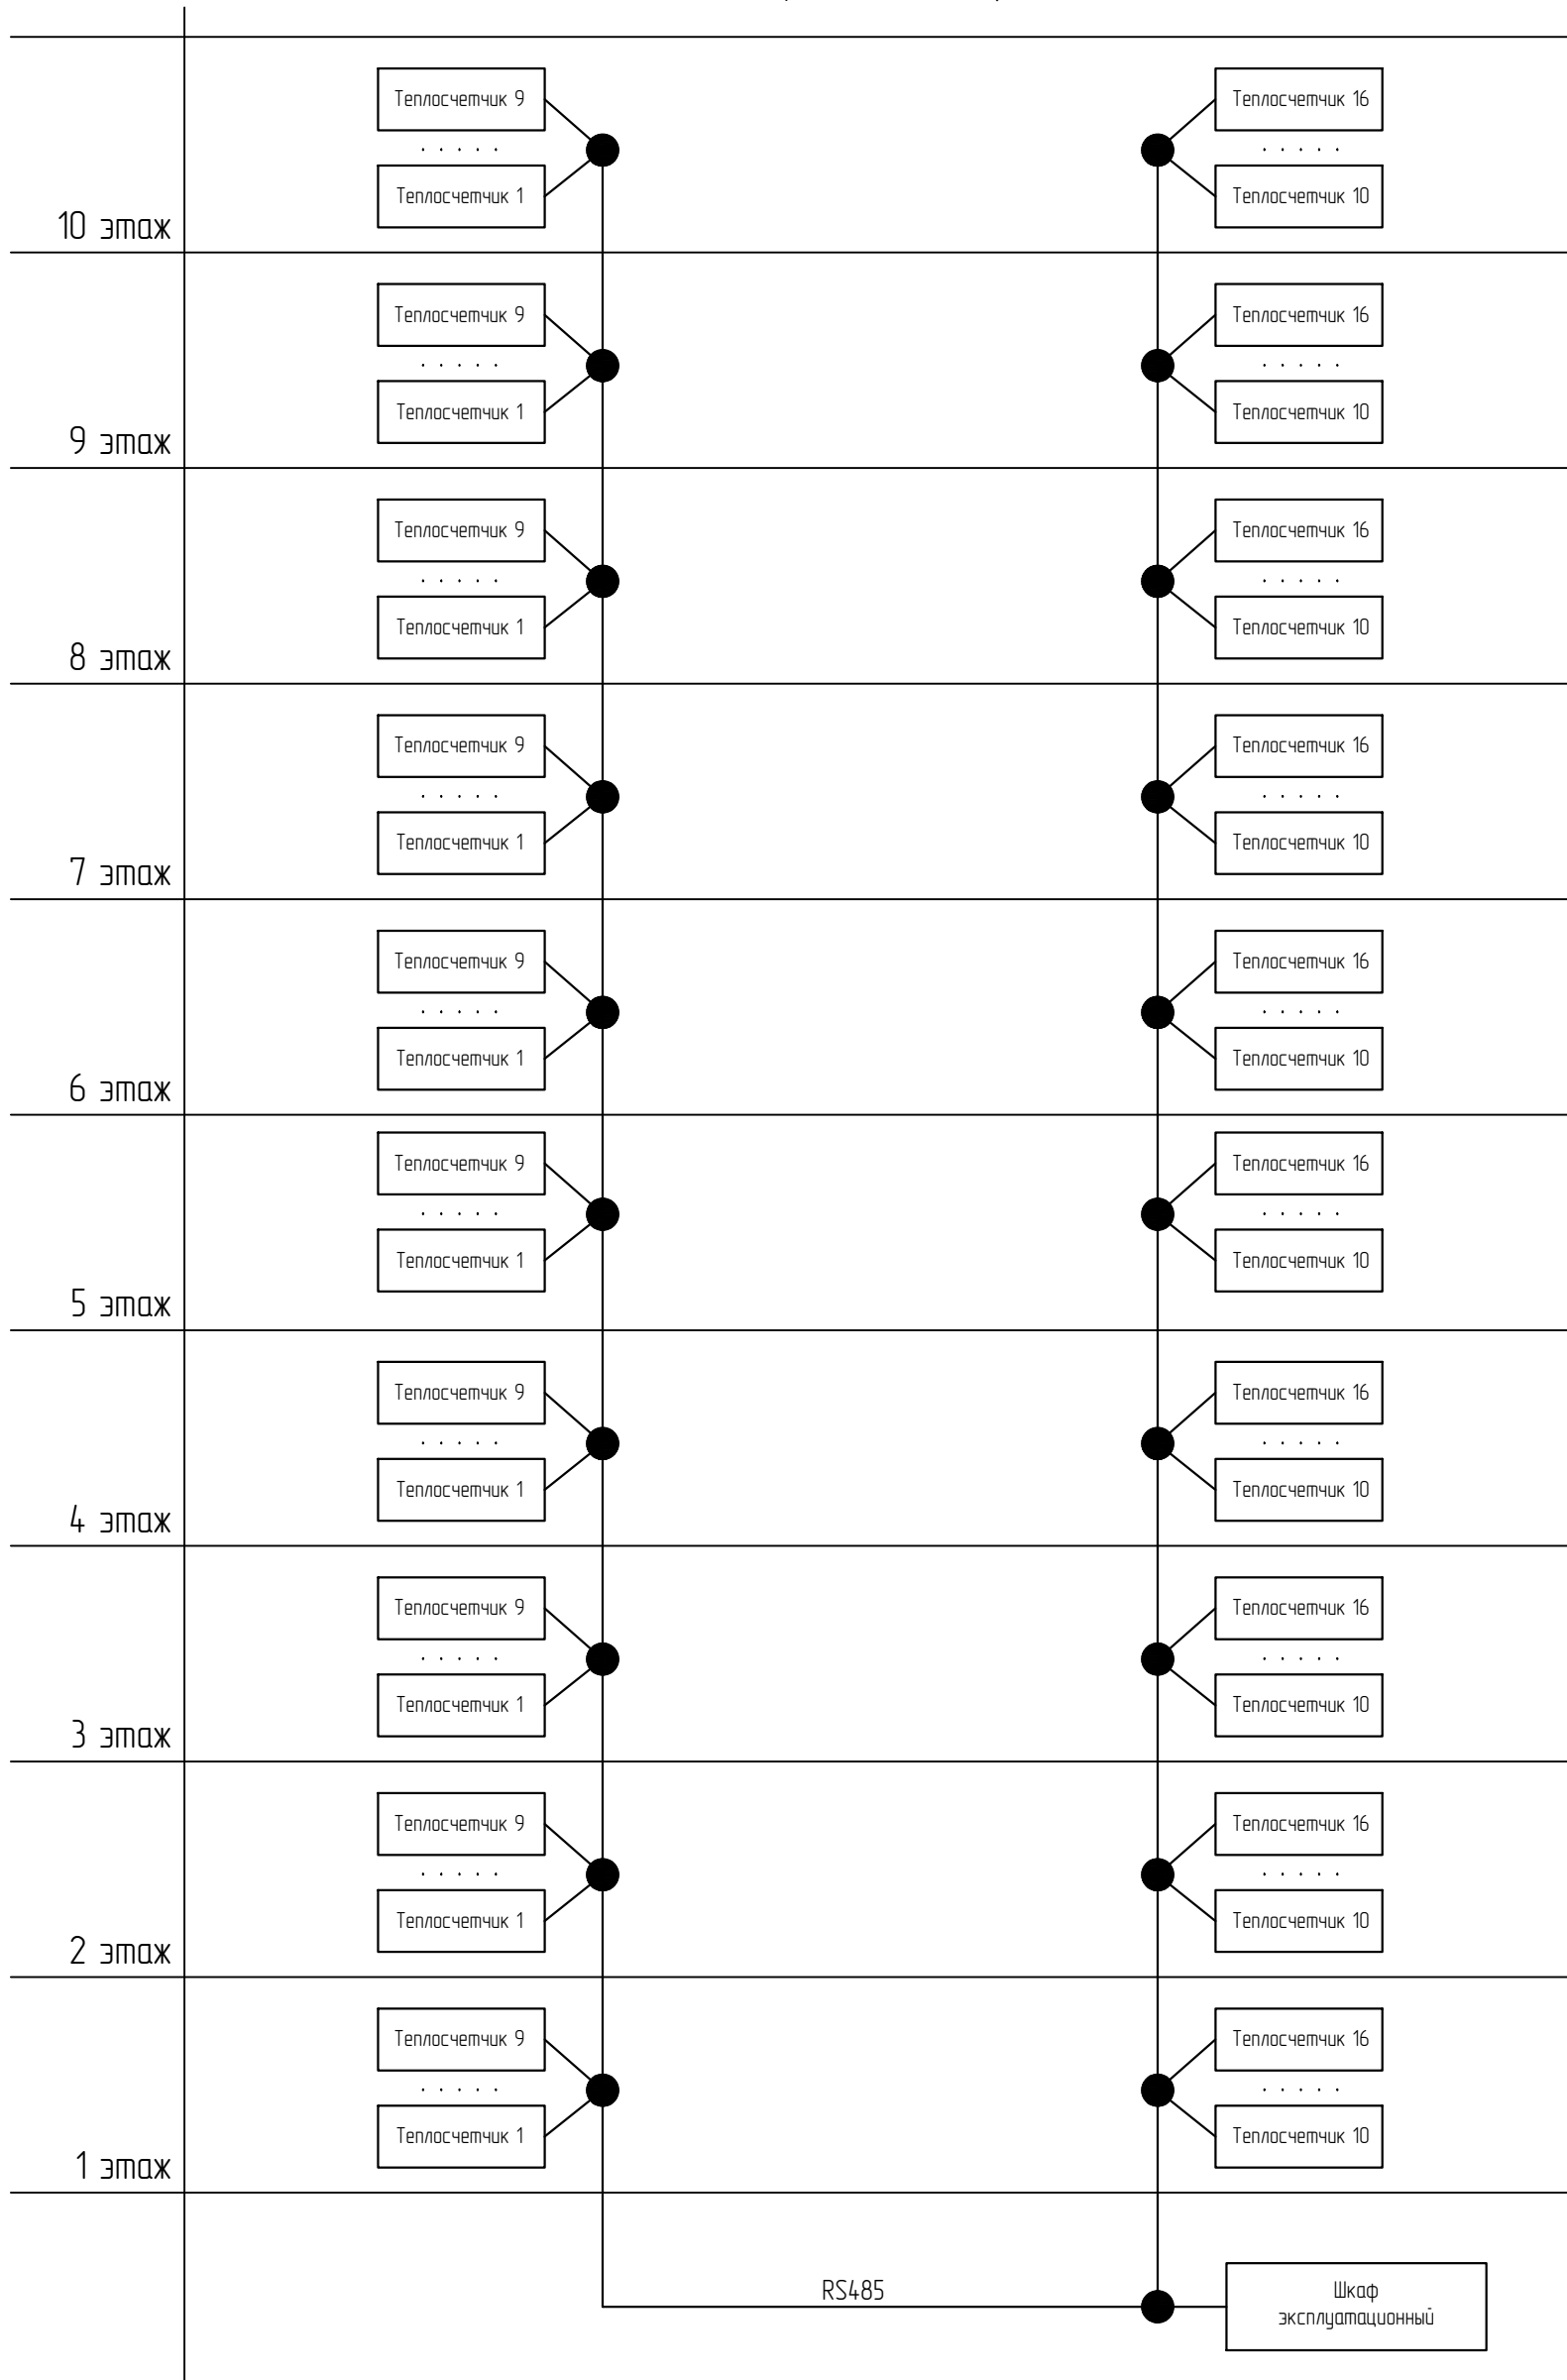 Теплосчетчик 9
Теплосчетчик 16
. . . . .
. . . . .
Теплосчетчик 1
Теплосчетчик 10
10 этаж
Теплосчетчик 9
Теплосчетчик 16
. . . . .
. . . . .
Теплосчетчик 1
Теплосчетчик 10
9 этаж
Теплосчетчик 9
Теплосчетчик 16
. . . . .
. . . . .
Теплосчетчик 1
Теплосчетчик 10
8 этаж
Теплосчетчик 9
Теплосчетчик 16
. . . . .
. . . . .
Теплосчетчик 1
Теплосчетчик 10
7 этаж
Теплосчетчик 9
Теплосчетчик 16
. . . . .
. . . . .
Теплосчетчик 1
Теплосчетчик 10
6 этаж
Теплосчетчик 9
Теплосчетчик 16
. . . . .
. . . . .
Теплосчетчик 1
Теплосчетчик 10
5 этаж
Теплосчетчик 9
Теплосчетчик 16
. . . . .
. . . . .
Теплосчетчик 1
Теплосчетчик 10
4 этаж
Теплосчетчик 9
Теплосчетчик 16
. . . . .
. . . . .
Теплосчетчик 1
Теплосчетчик 10
3 этаж
Теплосчетчик 9
Теплосчетчик 16
. . . . .
. . . . .
Теплосчетчик 1
Теплосчетчик 10
2 этаж
Теплосчетчик 9
Теплосчетчик 16
. . . . .
. . . . .
Теплосчетчик 1
Теплосчетчик 10
1 этаж
RS485
Шкаф
эксплуатационный